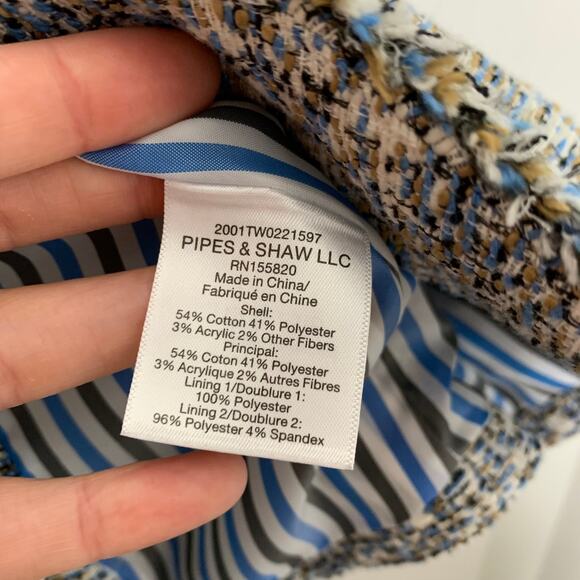 2001TW0221597
PIPES & SHAW LLC
RN155820
Made in China/
Fabriqué en Chine
Shell:
54% Cotton 41% Polyester
3% Acrylic 2% Other Fibers
Principal:
54% Coton 41% Polyester
3% Acrylique 2% Autres Fibres
Lining 1/Doublure 1:
100% Polyester
Lining 2/Doublure 2:
96% Polyester 4% Spandex